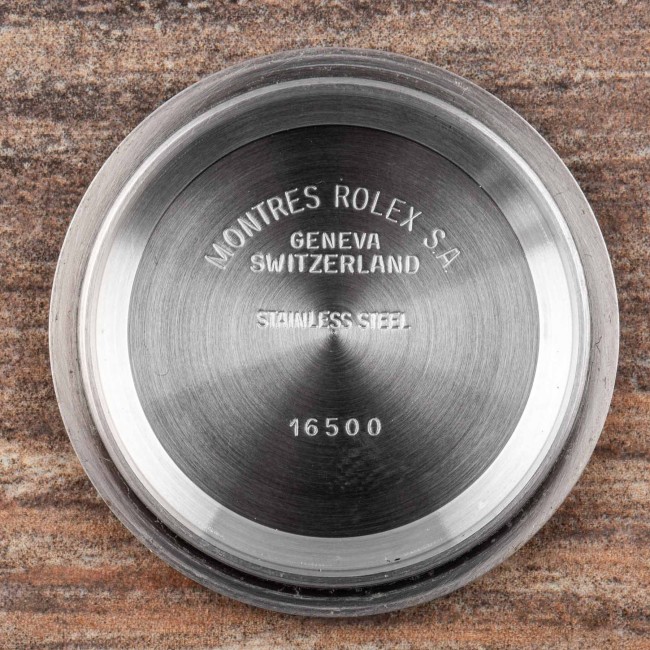 MONTRES ROLEX S.A.
GENEVA
SWITZERLAND
STAINLESS STEEL
16500